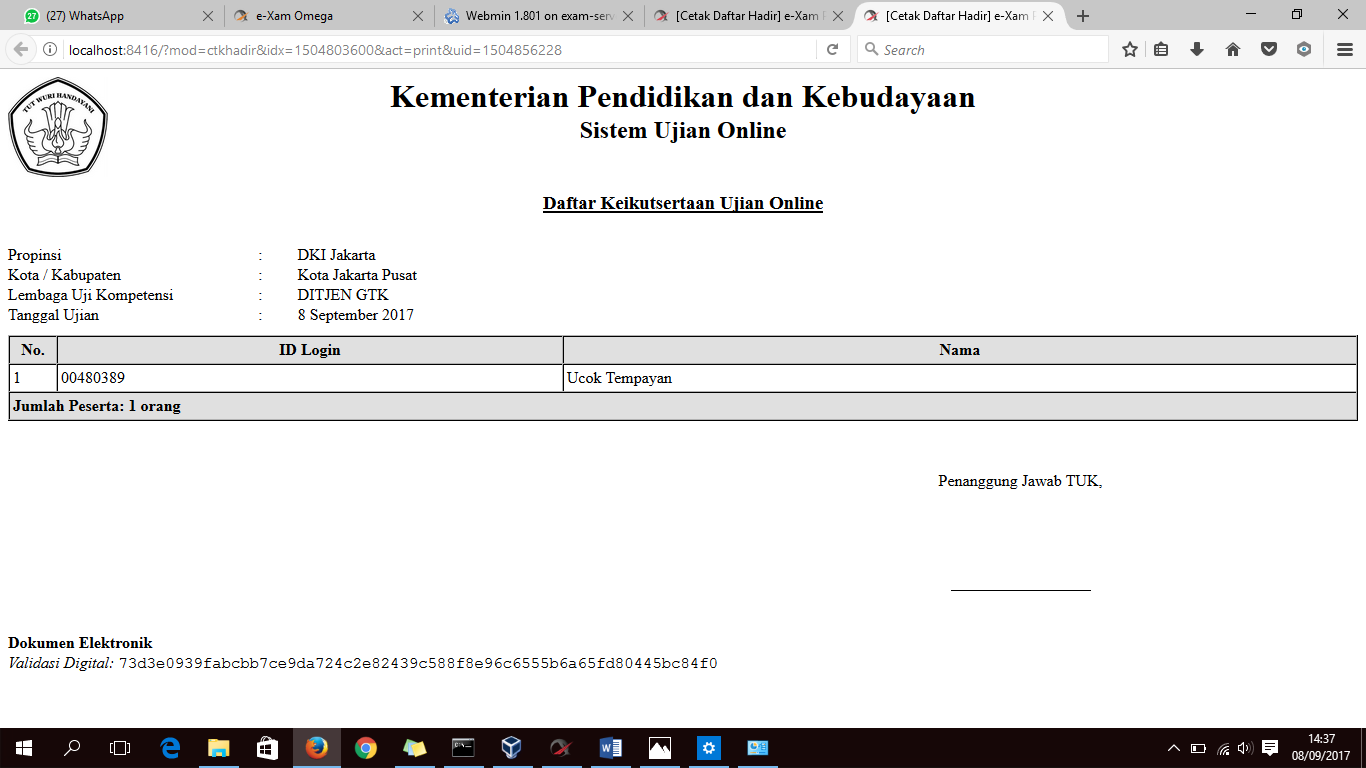 (27) WhatsApp
e-Xam Omega
Webmin 1.801 on exam-serv
[Cetak Daftar Hadir] e-Xam P
[Cetak Daftar Hadir] e-Xam P
localhost:8416/?mod=ctkhadir&idx=1504803600&act=print&uid=1504856228
Search
TUT WURI HANDAYANI
Kementerian Pendidikan dan Kebudayaan
Sistem Ujian Online
Daftar Keikutsertaan Ujian Online
Propinsi : DKI Jakarta
Kota / Kabupaten : Kota Jakarta Pusat
Lembaga Uji Kompetensi : DITJEN GTK
Tanggal Ujian : 8 September 2017
No. ID Login Nama
1 00480389 Ucok Tempayan
Jumlah Peserta: 1 orang
Penanggung Jawab TUK,
Dokumen Elektronik
Validasi Digital: 73d3e0939fabcbb7ce9da724c2e82439c588f8e96c6555b6a65fd80445bc84f0
14:37
08/09/2017